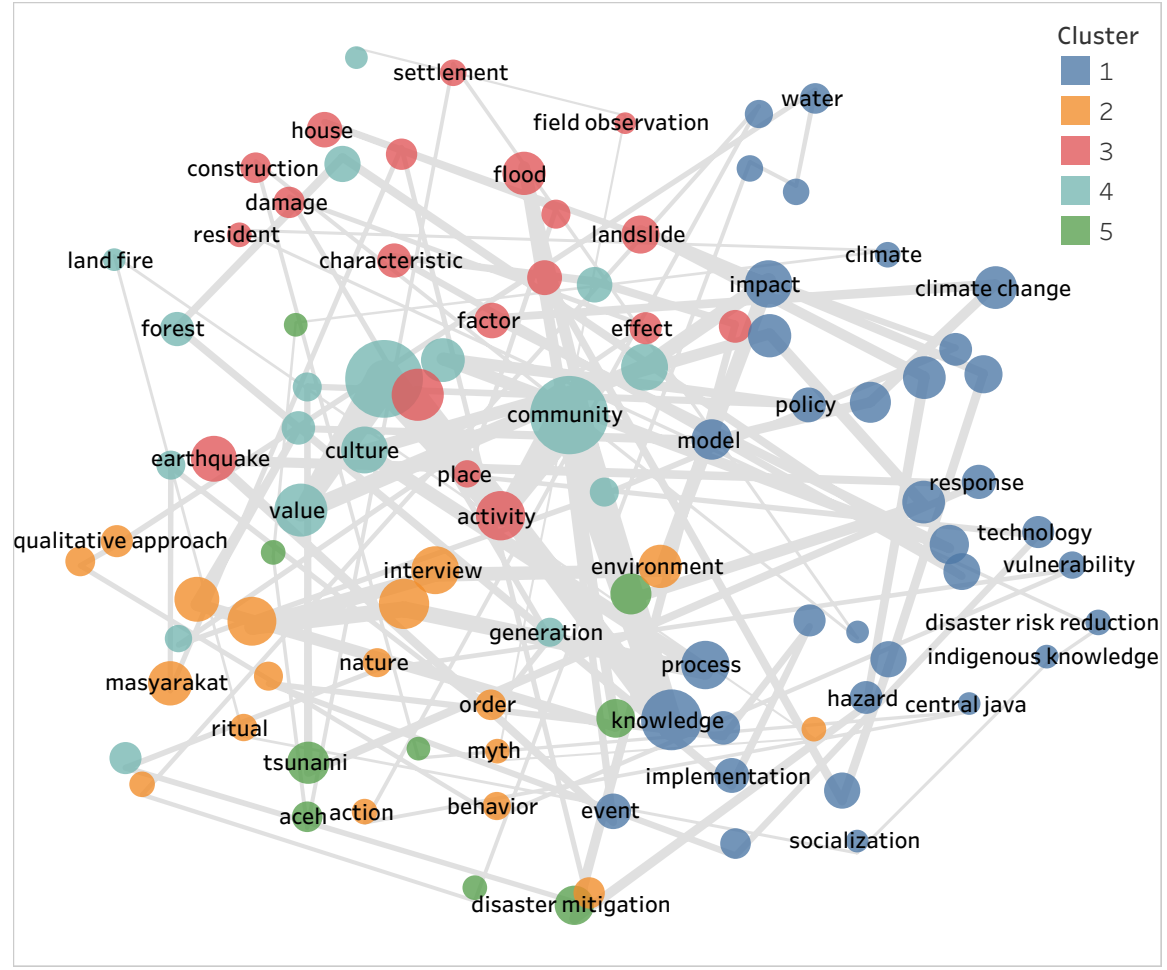 Cluster
1
2
3
4
5
settlement
water
field observation
house
construction
flood
damage
resident
landslide
land fire
characteristic
climate
impact
climate change
forest
factor
effect
policy
community
model
culture
earthquake
place
response
value
activity
technology
qualitative approach
interview
environment
vulnerability
generation
disaster risk reduction
indigenous knowledge
nature
process
masyarakat
hazard
central java
order
ritual
knowledge
myth
tsunami
implementation
behavior
event
aceh
action
socialization
disaster mitigation